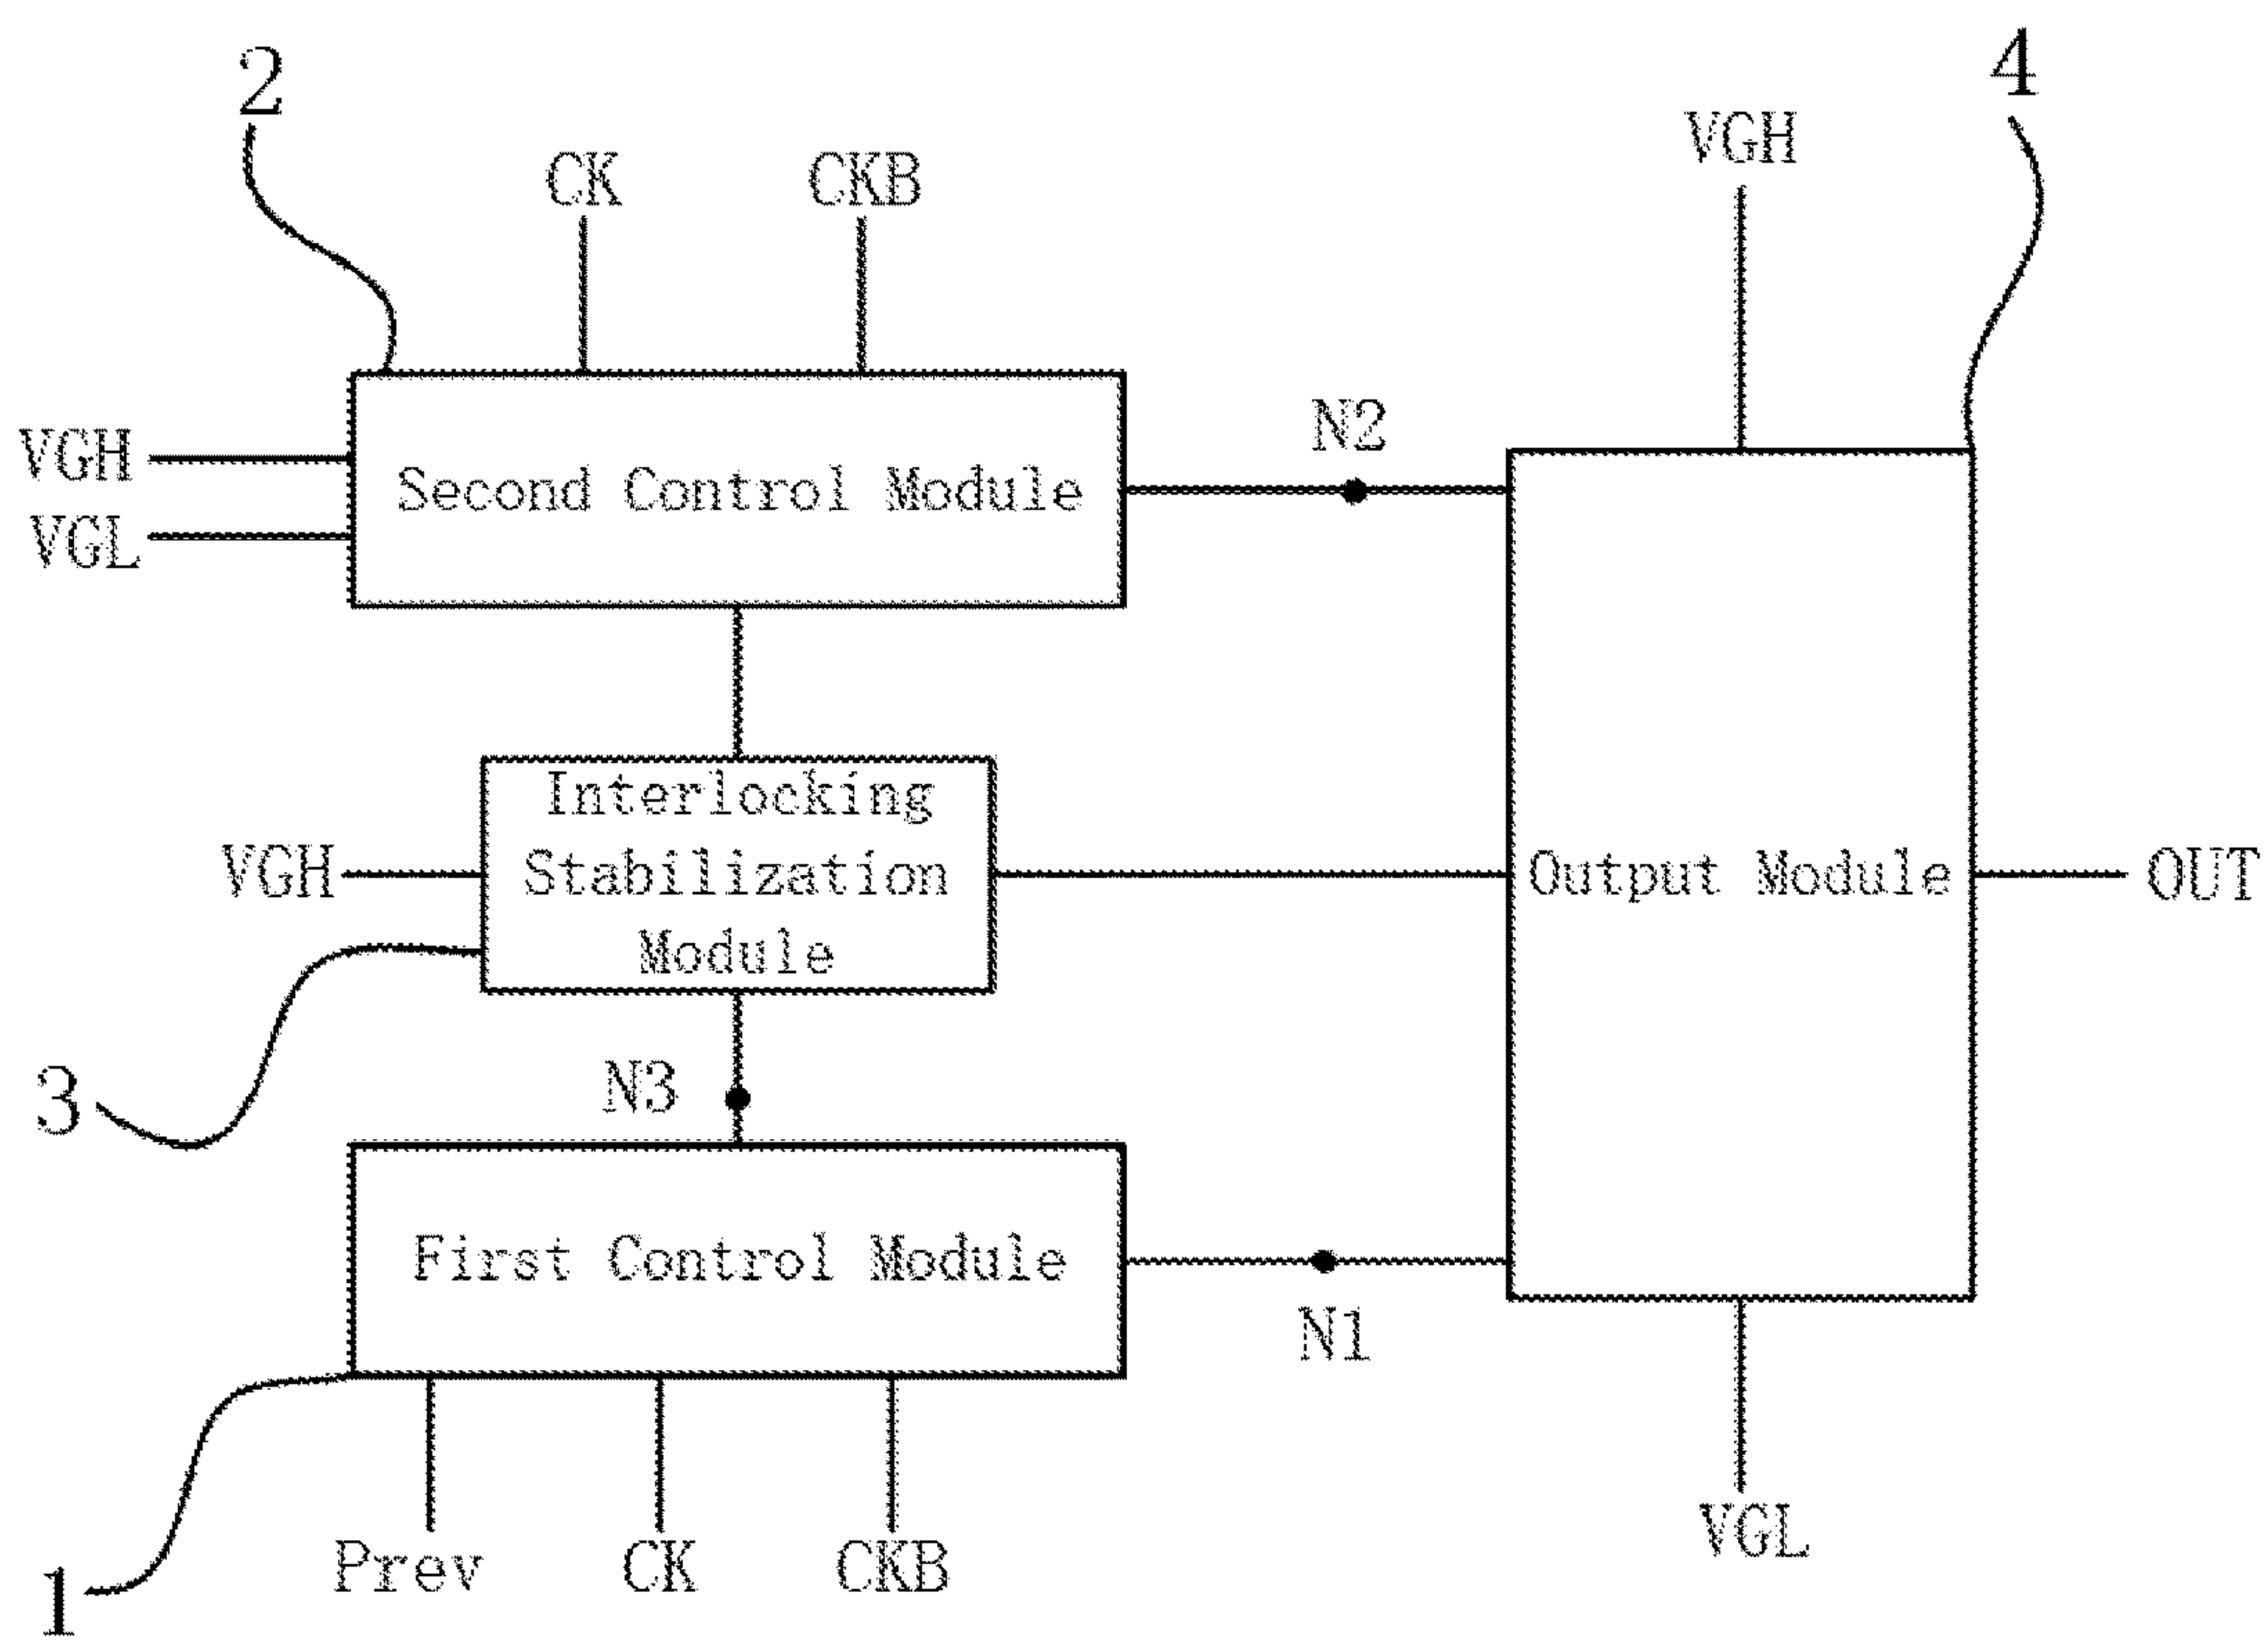 2
4
VGH
CK
CKB
N2
VGH
Second Control Module
VGL
Interlocking
Stabilization
Module
VGH
Output Module
OUT
N3
3
First Control Module
N1
VGL
Prev
CK
CKB
1